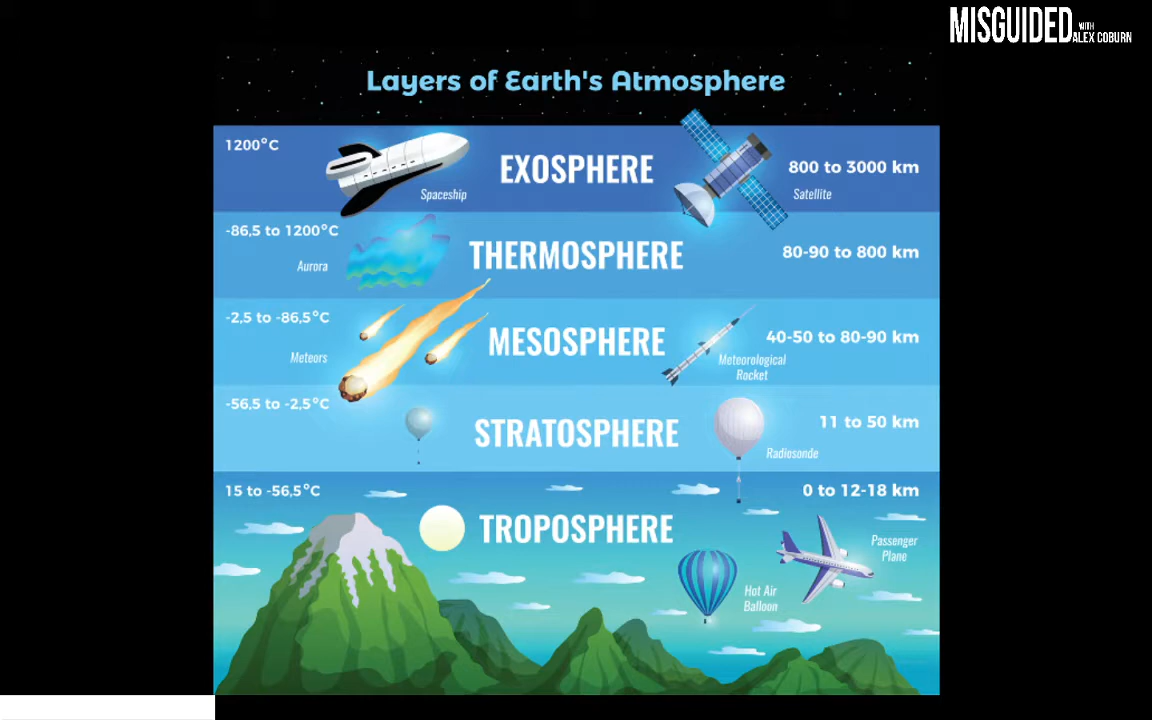 MISGUIDED WITH ALEX COBURN
Layers of Earth's Atmosphere
1200°C
Spaceship
EXOSPHERE
800 to 3000 km
Satellite
-86,5 to 1200°C
Aurora
THERMOSPHERE
80-90 to 800 km
-2,5 to -86,5°C
Meteors
MESOSPHERE
40-50 to 80-90 km
Meteorological
Rocket
-56,5 to -2,5°C
STRATOSPHERE
11 to 50 km
Radiosonde
15 to -56,5°C
TROPOSPHERE
0 to 12-18 km
Passenger
Plane
Hot Air
Balloon